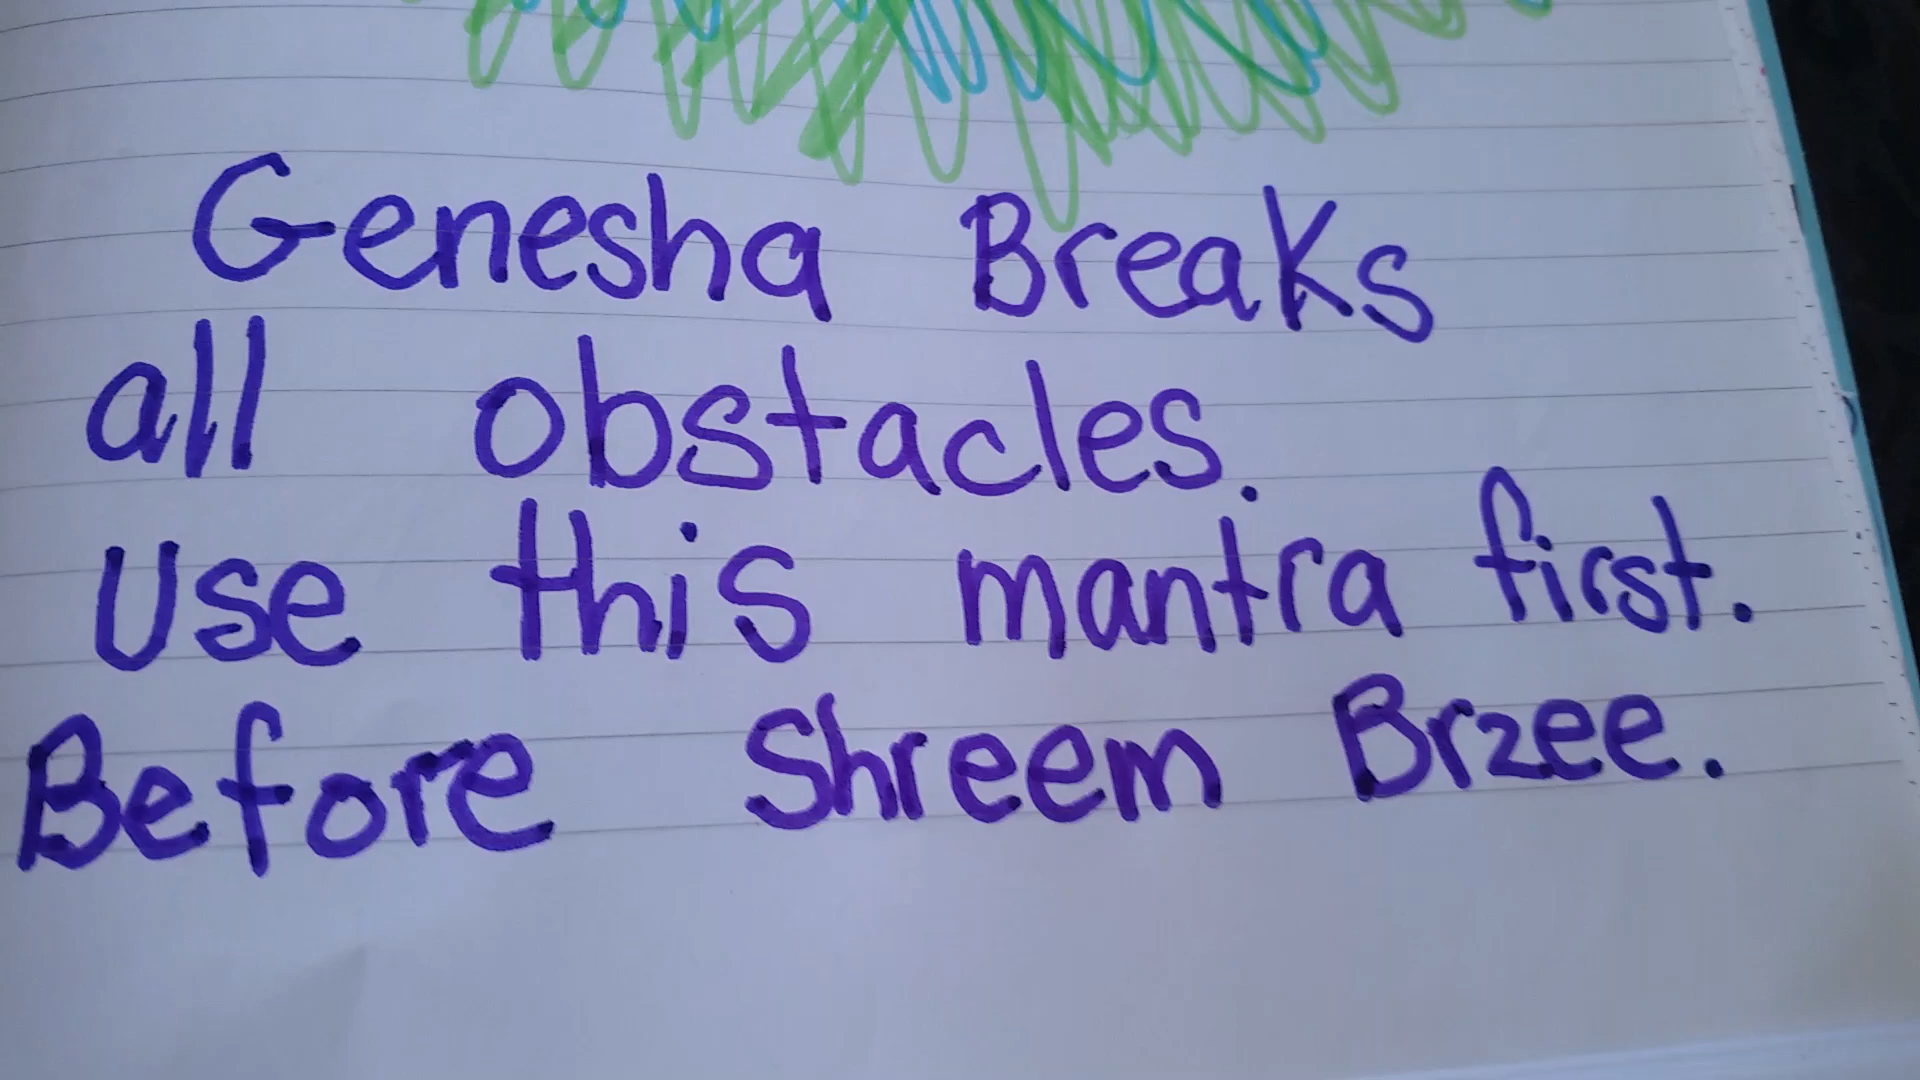 Genesha Breaks
all obstacles.
Use this mantra first.
Before Shreem Brzee.